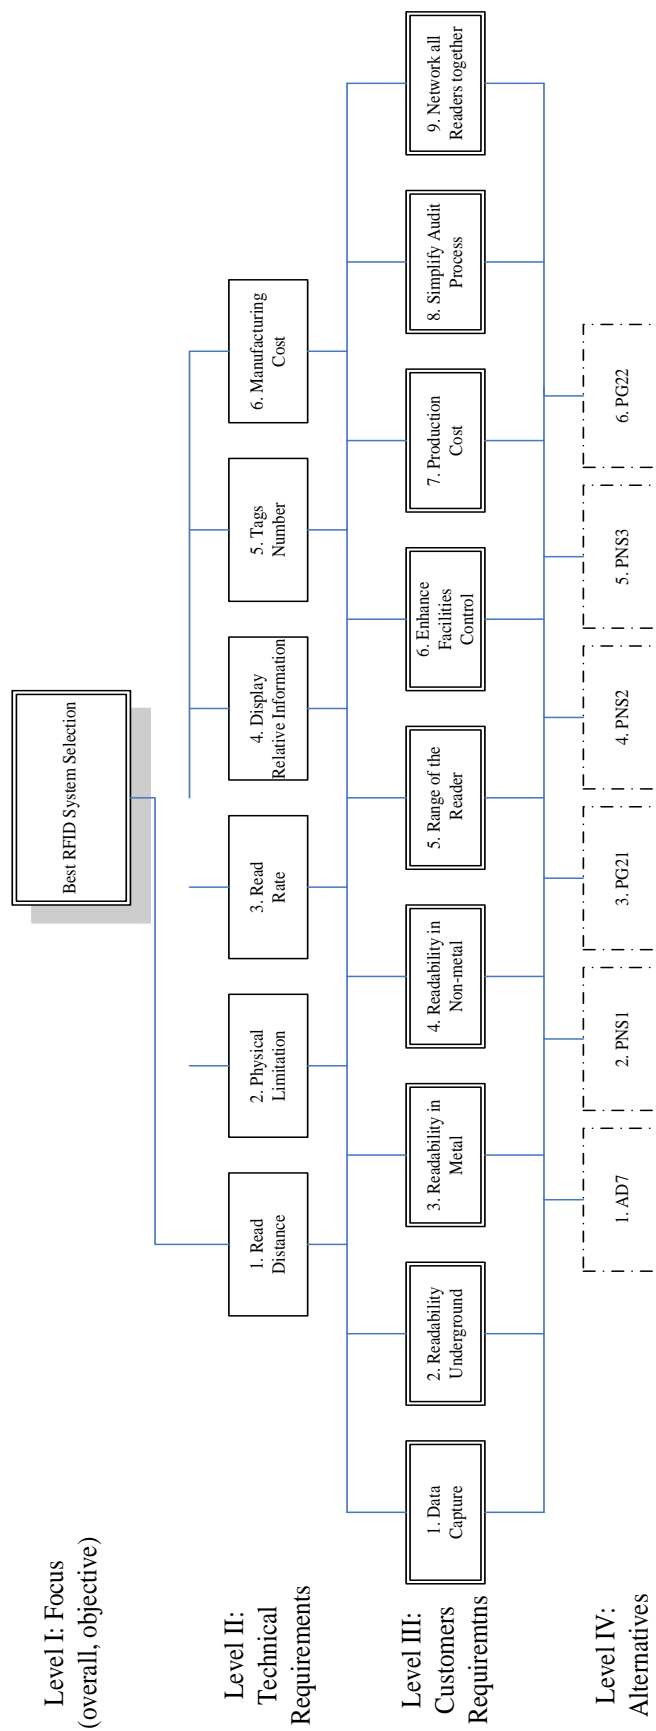 Level I: Focus
(overall, objective)
Best RFID System Selection
Level II:
Technical
Requirements
1. Read
Distance
2. Physical
Limitation
3. Read
Rate
4. Display
Relative Information
5. Tags
Number
6. Manufacturing
Cost
Level III:
Customers
Requiremtns
1. Data
Capture
2. Readability
Underground
3. Readability in
Metal
4. Readability in
Non-metal
5. Range of the
Reader
6. Enhance
Facilities
Control
7. Production
Cost
8. Simplify Audit
Process
9. Network all
Readers together
Level IV:
Alternatives
1. AD7
2. PNS1
3. PG21
4. PNS2
5. PNS3
6. PG22